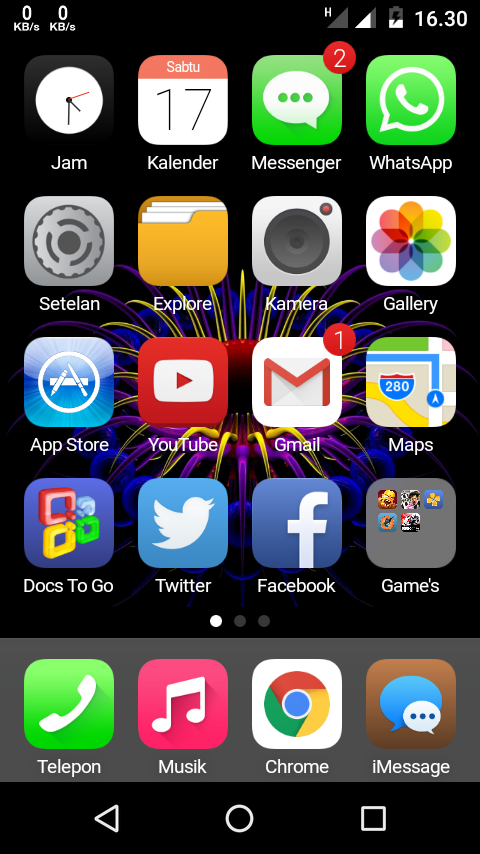 0 0
KB/s KB/s H 16.30
Sabtu
17
2
Jam Kalender Messenger WhatsApp
Setelan Explore Kamera Gallery
1
280
App Store YouTube Gmail Maps
Docs To Go Twitter Facebook Game's
Telepon Musik Chrome iMessage